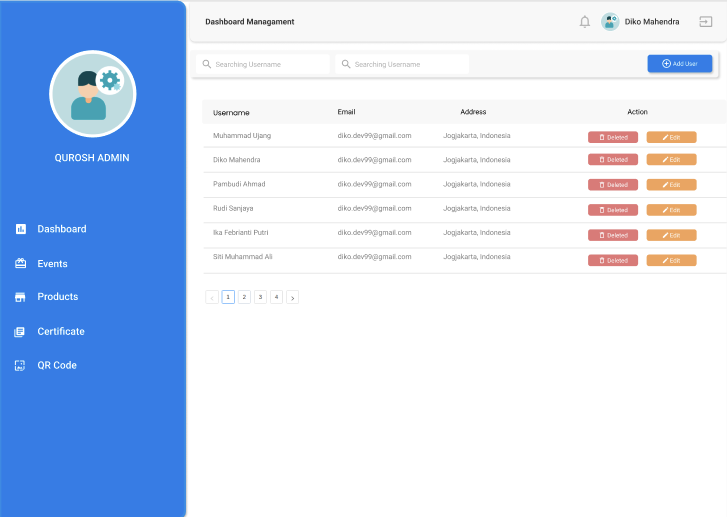 Dashboard Managament
Diko Mahendra
QUROSH ADMIN
Dashboard
Events
Products
Certificate
QR Code
Searching Username
Searching Username
Add User
Username Email Address Action
Muhammad Ujang diko.dev99@gmail.com Jogjakarta, Indonesia Deleted Edit
Diko Mahendra diko.dev99@gmail.com Jogjakarta, Indonesia Deleted Edit
Pambudi Ahmad diko.dev99@gmail.com Jogjakarta, Indonesia Deleted Edit
Rudi Sanjaya diko.dev99@gmail.com Jogjakarta, Indonesia Deleted Edit
Ika Febrianti Putri diko.dev99@gmail.com Jogjakarta, Indonesia Deleted Edit
Siti Muhammad Ali diko.dev99@gmail.com Jogjakarta, Indonesia Deleted Edit
< 1 2 3 4 >